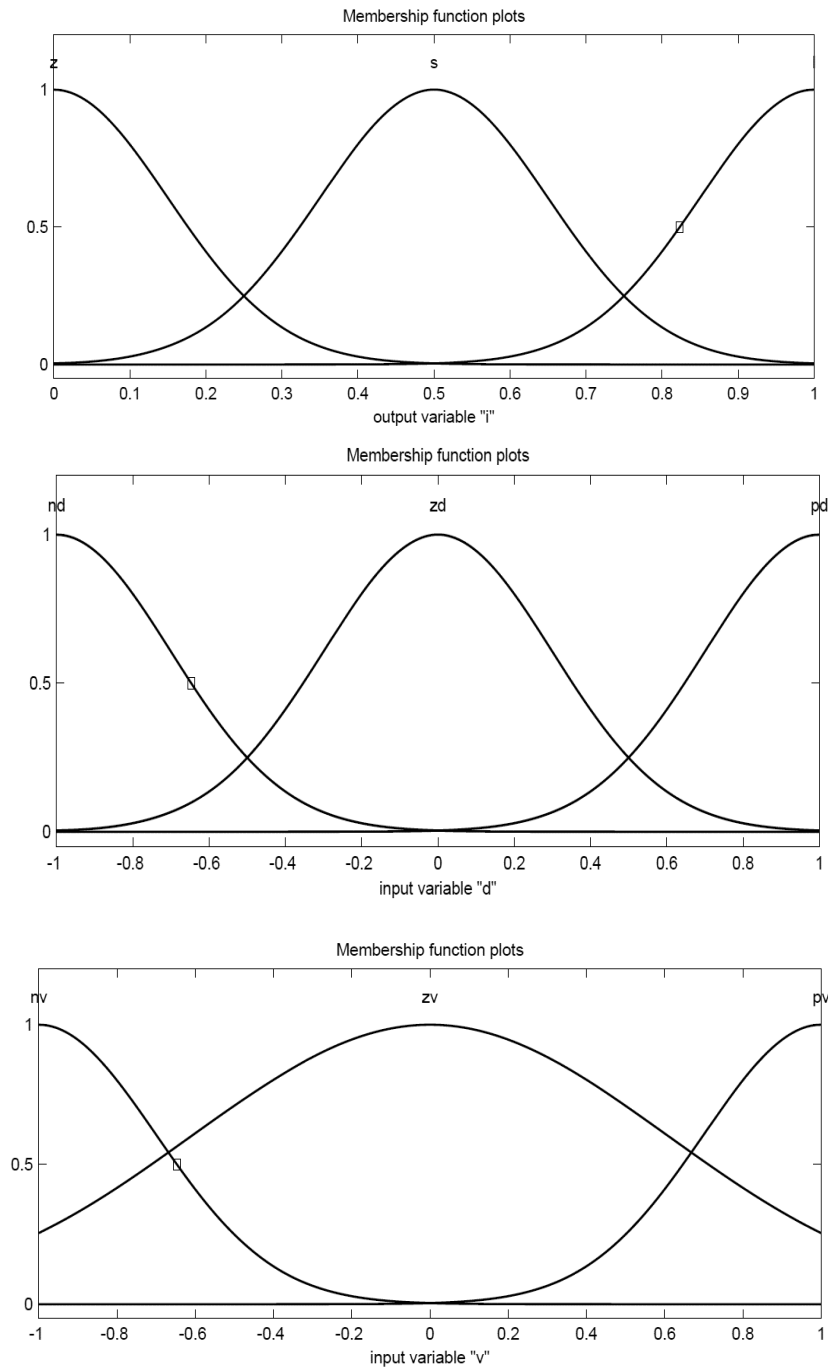 Membership function plots
z s l
1
0.5
0
0 0.1 0.2 0.3 0.4 0.5 0.6 0.7 0.8 0.9 1
output variable "i"
Membership function plots
nd zd pd
1
0.5
0
-1 -0.8 -0.6 -0.4 -0.2 0 0.2 0.4 0.6 0.8 1
input variable "d"
Membership function plots
nv zv pv
1
0.5
0
-1 -0.8 -0.6 -0.4 -0.2 0 0.2 0.4 0.6 0.8 1
input variable "v"